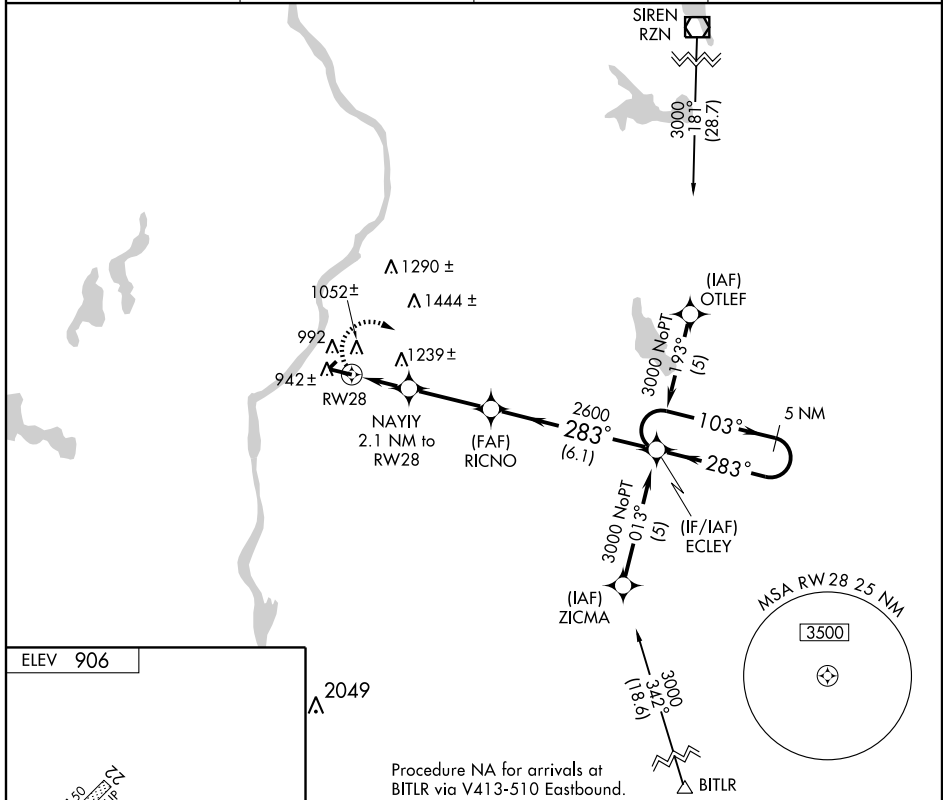 SIREN
RZN
3000
181°
(28.7)
(IAF)
OTLEF
3000 NoPT
193°
(5)
1290 ±
1444 ±
1052±
992
1239±
942±
RW28
NAYIY
2.1 NM to
RW28
(FAF)
RICNO
2600
283°
(6.1)
103°
5 NM
283°
3000 NoPT
013°
(5)
(IF/IAF)
ECLEY
(IAF)
ZICMA
MSA RW 28 25 NM
3500
3000
342°
(18.6)
BITLR
ELEV 906
2049
22
Procedure NA for arrivals at
BITLR via V413-510 Eastbound.